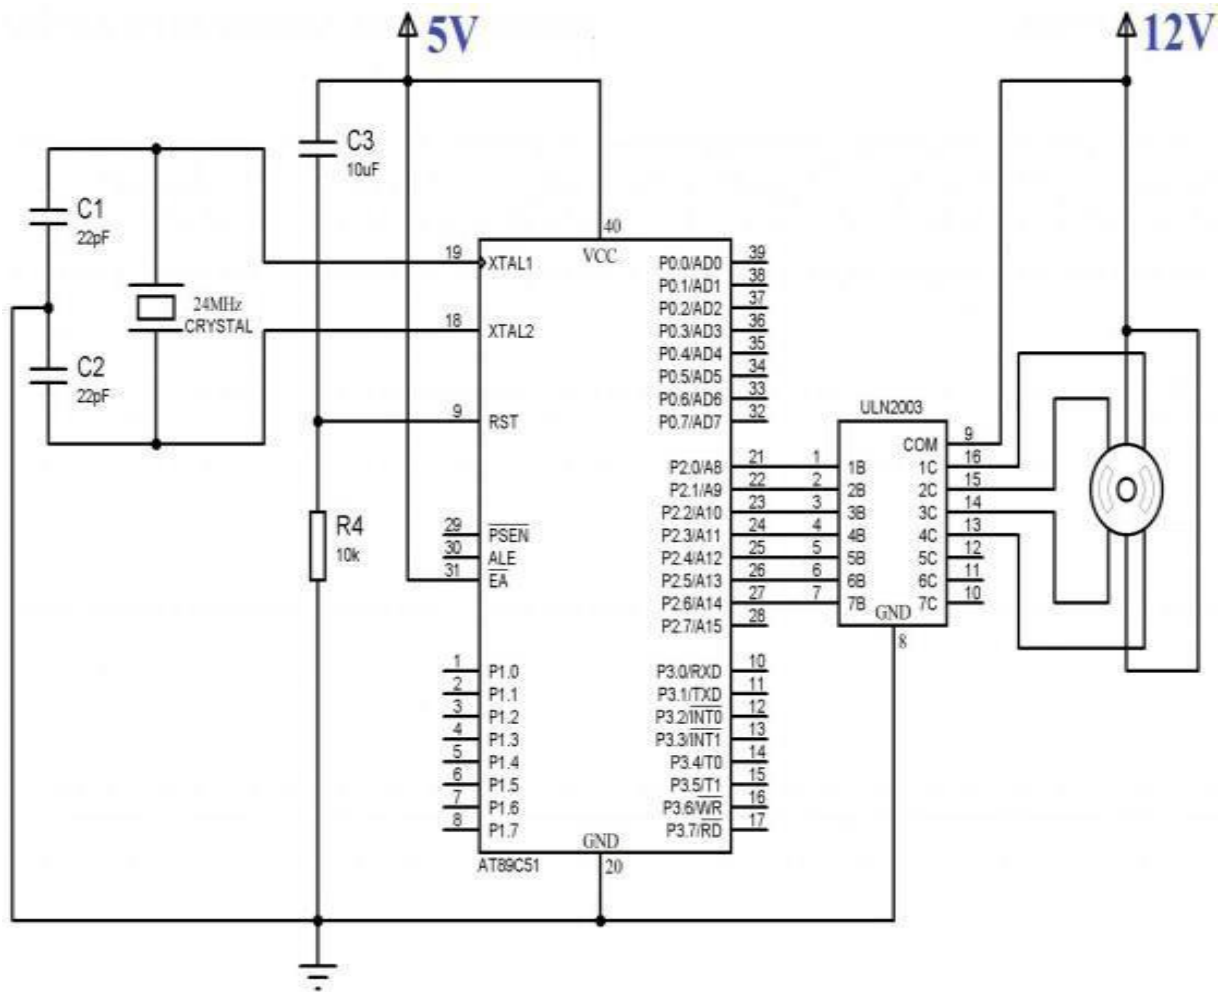 5V
12V
C3
10uF
C1
22pF
24MHz
CRYSTAL
C2
22pF
R4
10k
40
VCC
19 XTAL1
18 XTAL2
9 RST
29 PSEN
30 ALE
31 EA
1 P1.0
2 P1.1
3 P1.2
4 P1.3
5 P1.4
6 P1.5
7 P1.6
8 P1.7
P0.0/AD0 39
P0.1/AD1 38
P0.2/AD2 37
P0.3/AD3 36
P0.4/AD4 35
P0.5/AD5 34
P0.6/AD6 33
P0.7/AD7 32
P2.0/A8 21
P2.1/A9 22
P2.2/A10 23
P2.3/A11 24
P2.4/A12 25
P2.5/A13 26
P2.6/A14 27
P2.7/A15 28
P3.0/RXD 10
P3.1/TXD 11
P3.2/INT0 12
P3.3/INT1 13
P3.4/T0 14
P3.5/T1 15
P3.6/WR 16
P3.7/RD 17
GND
AT89C51
20
ULN2003
COM 9
1 1B 1C 16
2 2B 2C 15
3 3B 3C 14
4 4B 4C 13
5 5B 5C 12
6 6B 6C 11
7 7B 7C 10
GND
8